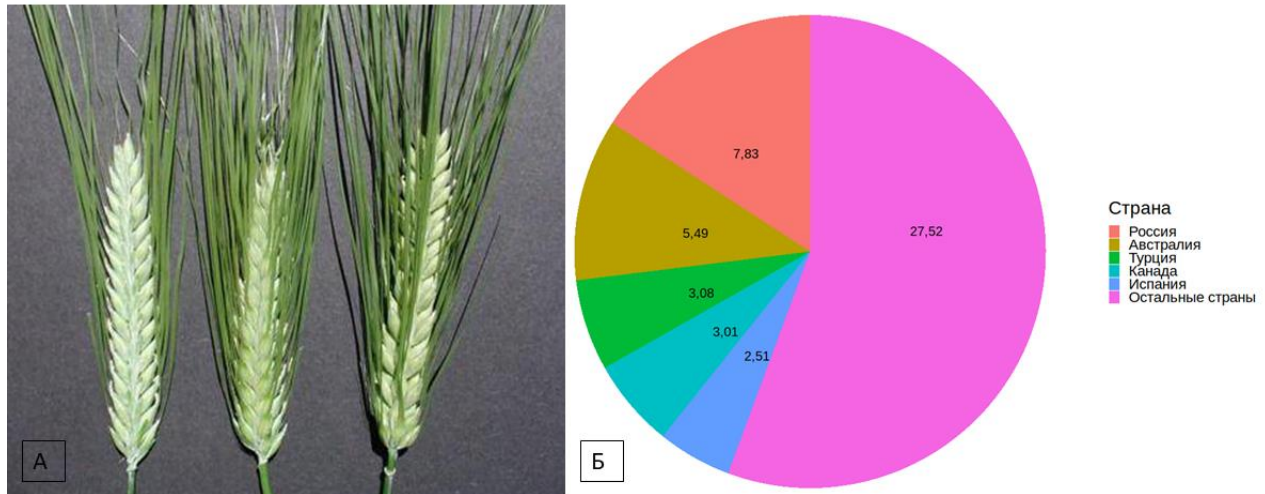 А
Б
7,83
5,49
3,08
3,01
2,51
27,52
Страна
Россия
Австралия
Турция
Канада
Испания
Остальные страны